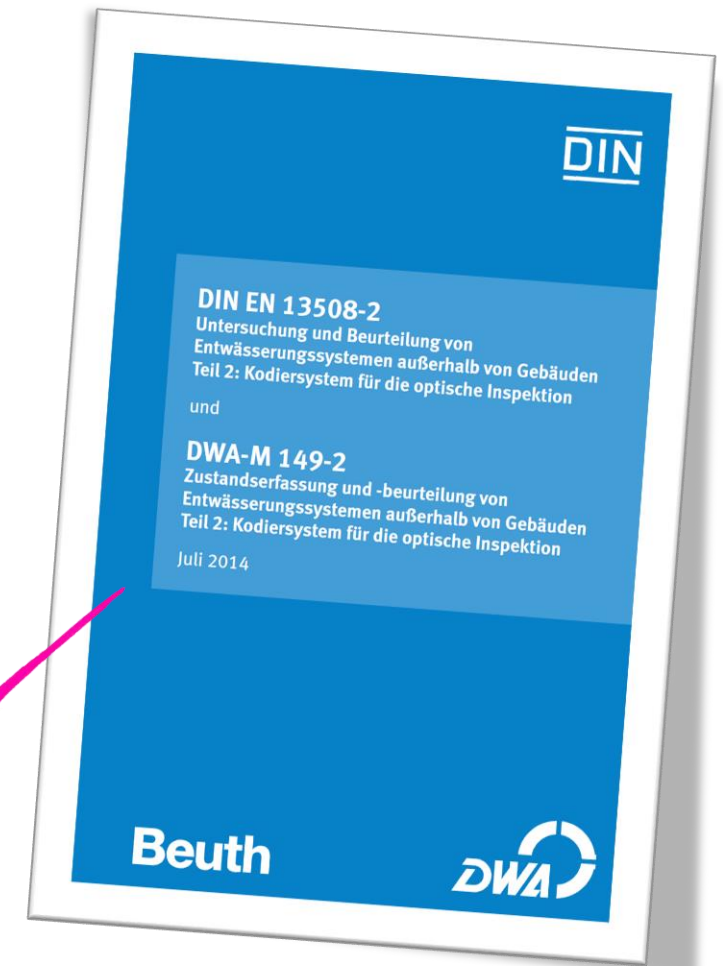 DIN
DIN EN 13508-2
Untersuchung und Beurteilung von
Entwässerungssystemen außerhalb von Gebäuden
Teil 2: Kodiersystem für die optische Inspektion
und
DWA-M 149-2
Zustandserfassung und -beurteilung von
Entwässerungssystemen außerhalb von Gebäuden
Teil 2: Kodiersystem für die optische Inspektion
Juli 2014
Beuth
DWA